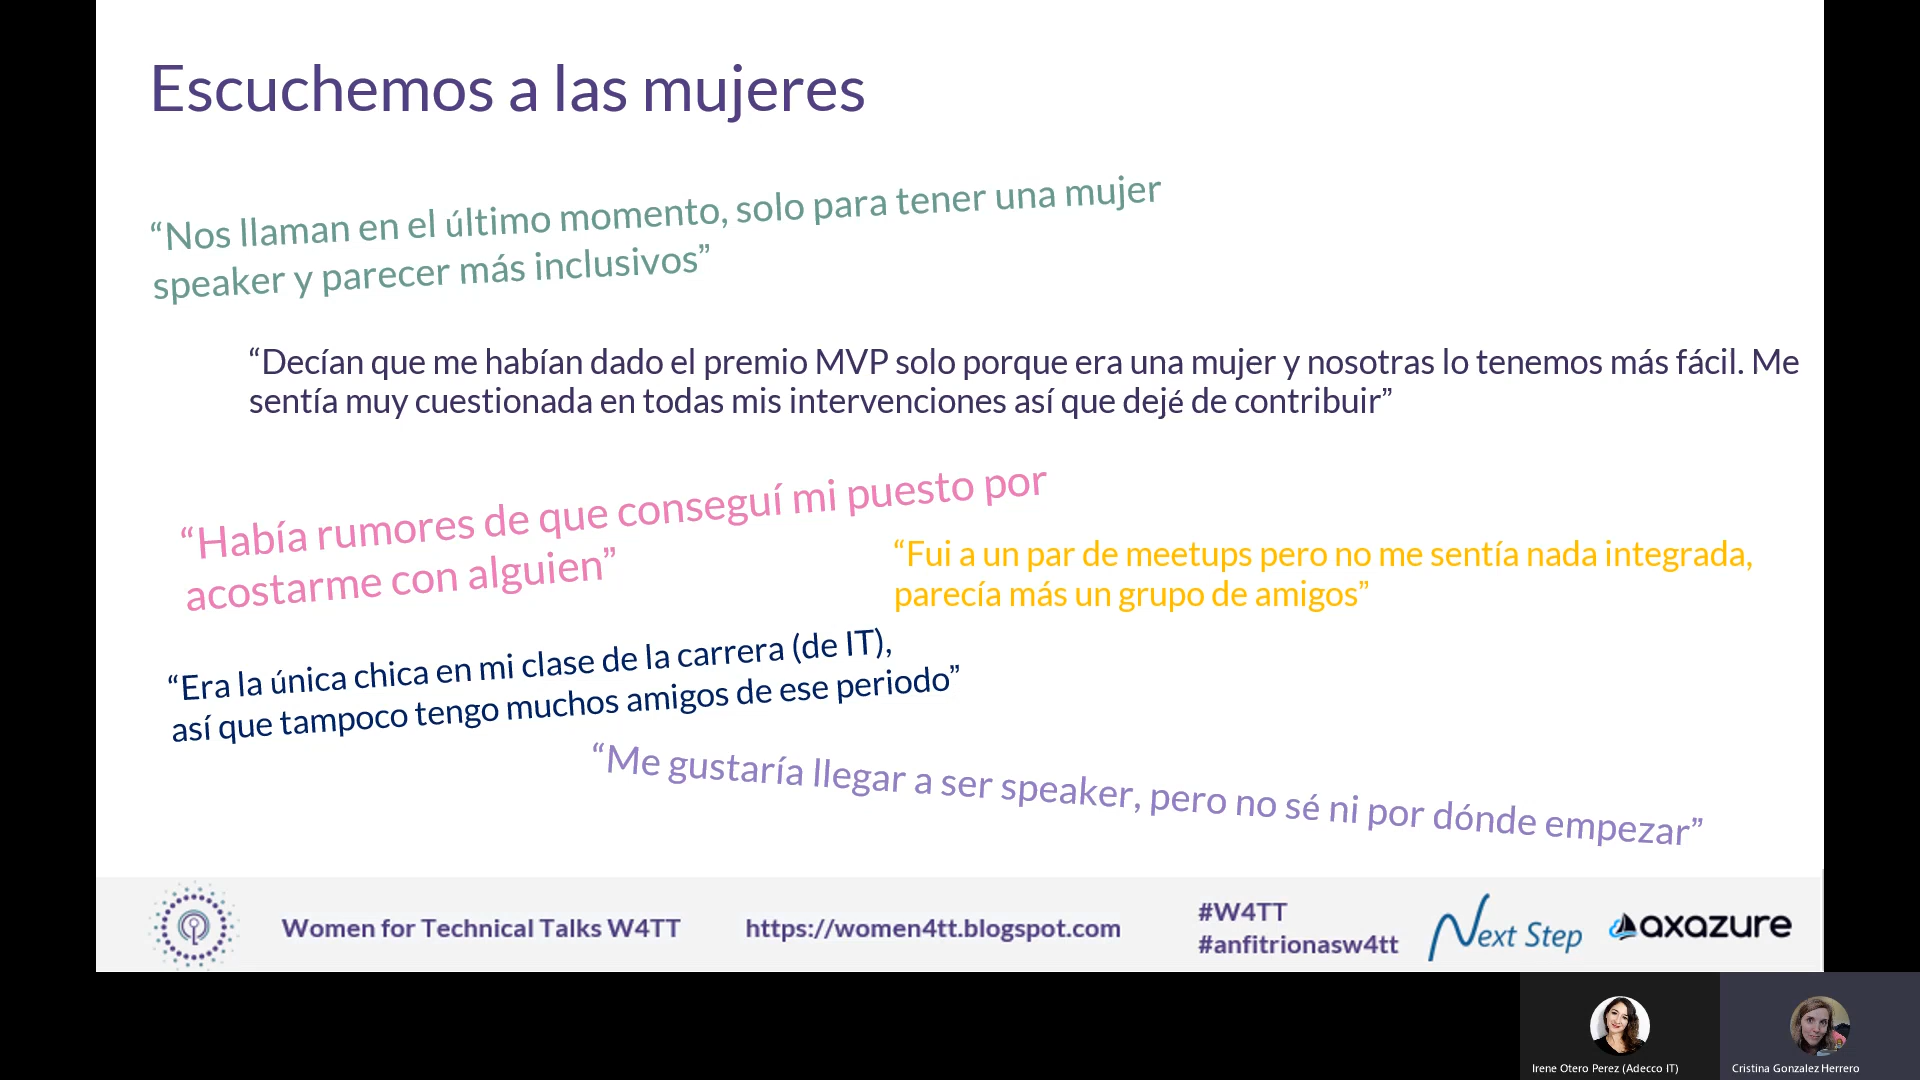 Escuchemos a las mujeres
“Nos llaman en el último momento, solo para tener una mujer
speaker y parecer más inclusivos”
“Decían que me habían dado el premio MVP solo porque era una mujer y nosotras lo tenemos más fácil. Me
sentía muy cuestionada en todas mis intervenciones así que dejé de contribuir”
“Había rumores de que conseguí mi puesto por
acostarme con alguien”
“Fui a un par de meetups pero no me sentía nada integrada,
parecía más un grupo de amigos”
“Era la única chica en mi clase de la carrera (de IT),
así que tampoco tengo muchos amigos de ese periodo”
“Me gustaría llegar a ser speaker, pero no sé ni por dónde empezar”
Women for Technical Talks W4TT
https://women4tt.blogspot.com
#W4TT
#anfitrionasw4tt
Next Step
axazure
Irene Otero Perez (Adecco IT)
Cristina Gonzalez Herrero